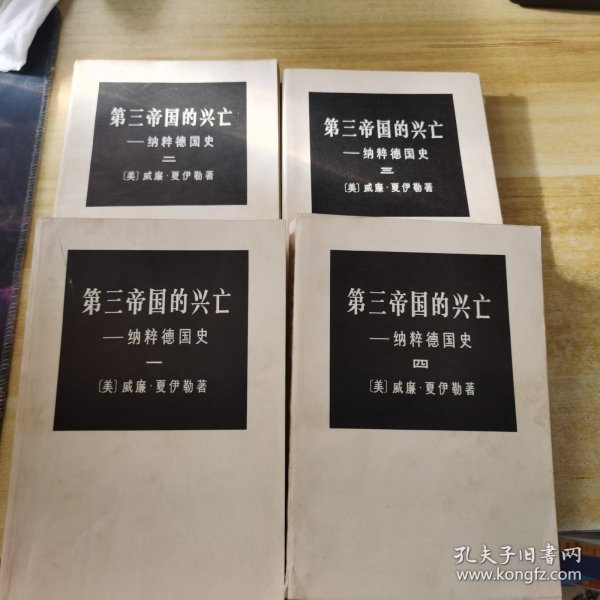 第三帝国的兴亡
—纳粹德国史
二
〔美〕威廉·夏伊勒著
第三帝国的兴亡
—纳粹德国史
三
〔美〕威廉·夏伊勒著
第三帝国的兴亡
—纳粹德国史
一
〔美〕威廉·夏伊勒著
第三帝国的兴亡
—纳粹德国史
四
〔美〕威廉·夏伊勒著
孔夫子旧书网
www.kongfz.com